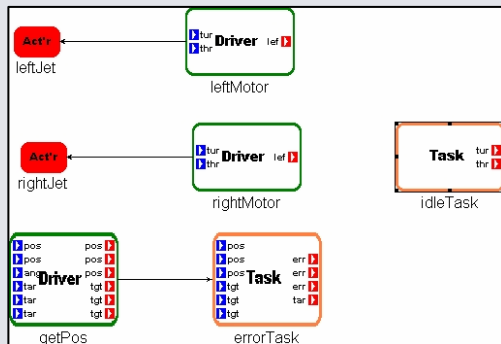 Act'r
leftJet
tur
thr
Driver
lef
leftMotor
Act'r
rightJet
tur
thr
Driver
lef
rightMotor
Task
tur
thr
idleTask
pos
pos
ang
tar
tar
tar
Driver
pos
pos
pos
tgt
tgt
tgt
getPos
pos
pos
pos
tgt
tgt
tgt
Task
err
err
err
tar
errorTask